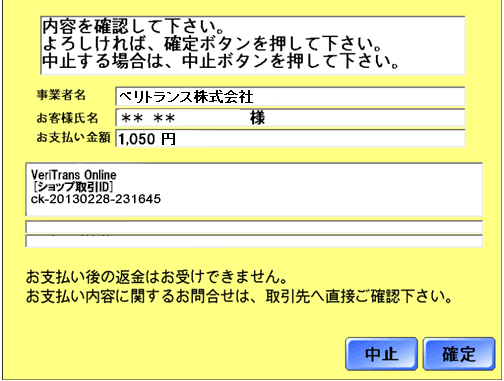 内容を確認して下さい。
よろしければ、確定ボタンを押して下さい。
中止する場合は、中止ボタンを押して下さい。
事業者名 ベリトランス株式会社
お客様氏名 ** ** 様
お支払い金額 1,050 円
VeriTrans Online
[ショップ取引ID]
ck-20130228-231645
お支払い後の返金はお受けできません。
お支払い内容に関するお問合せは、取引先へ直接ご確認下さい。
中止 確定